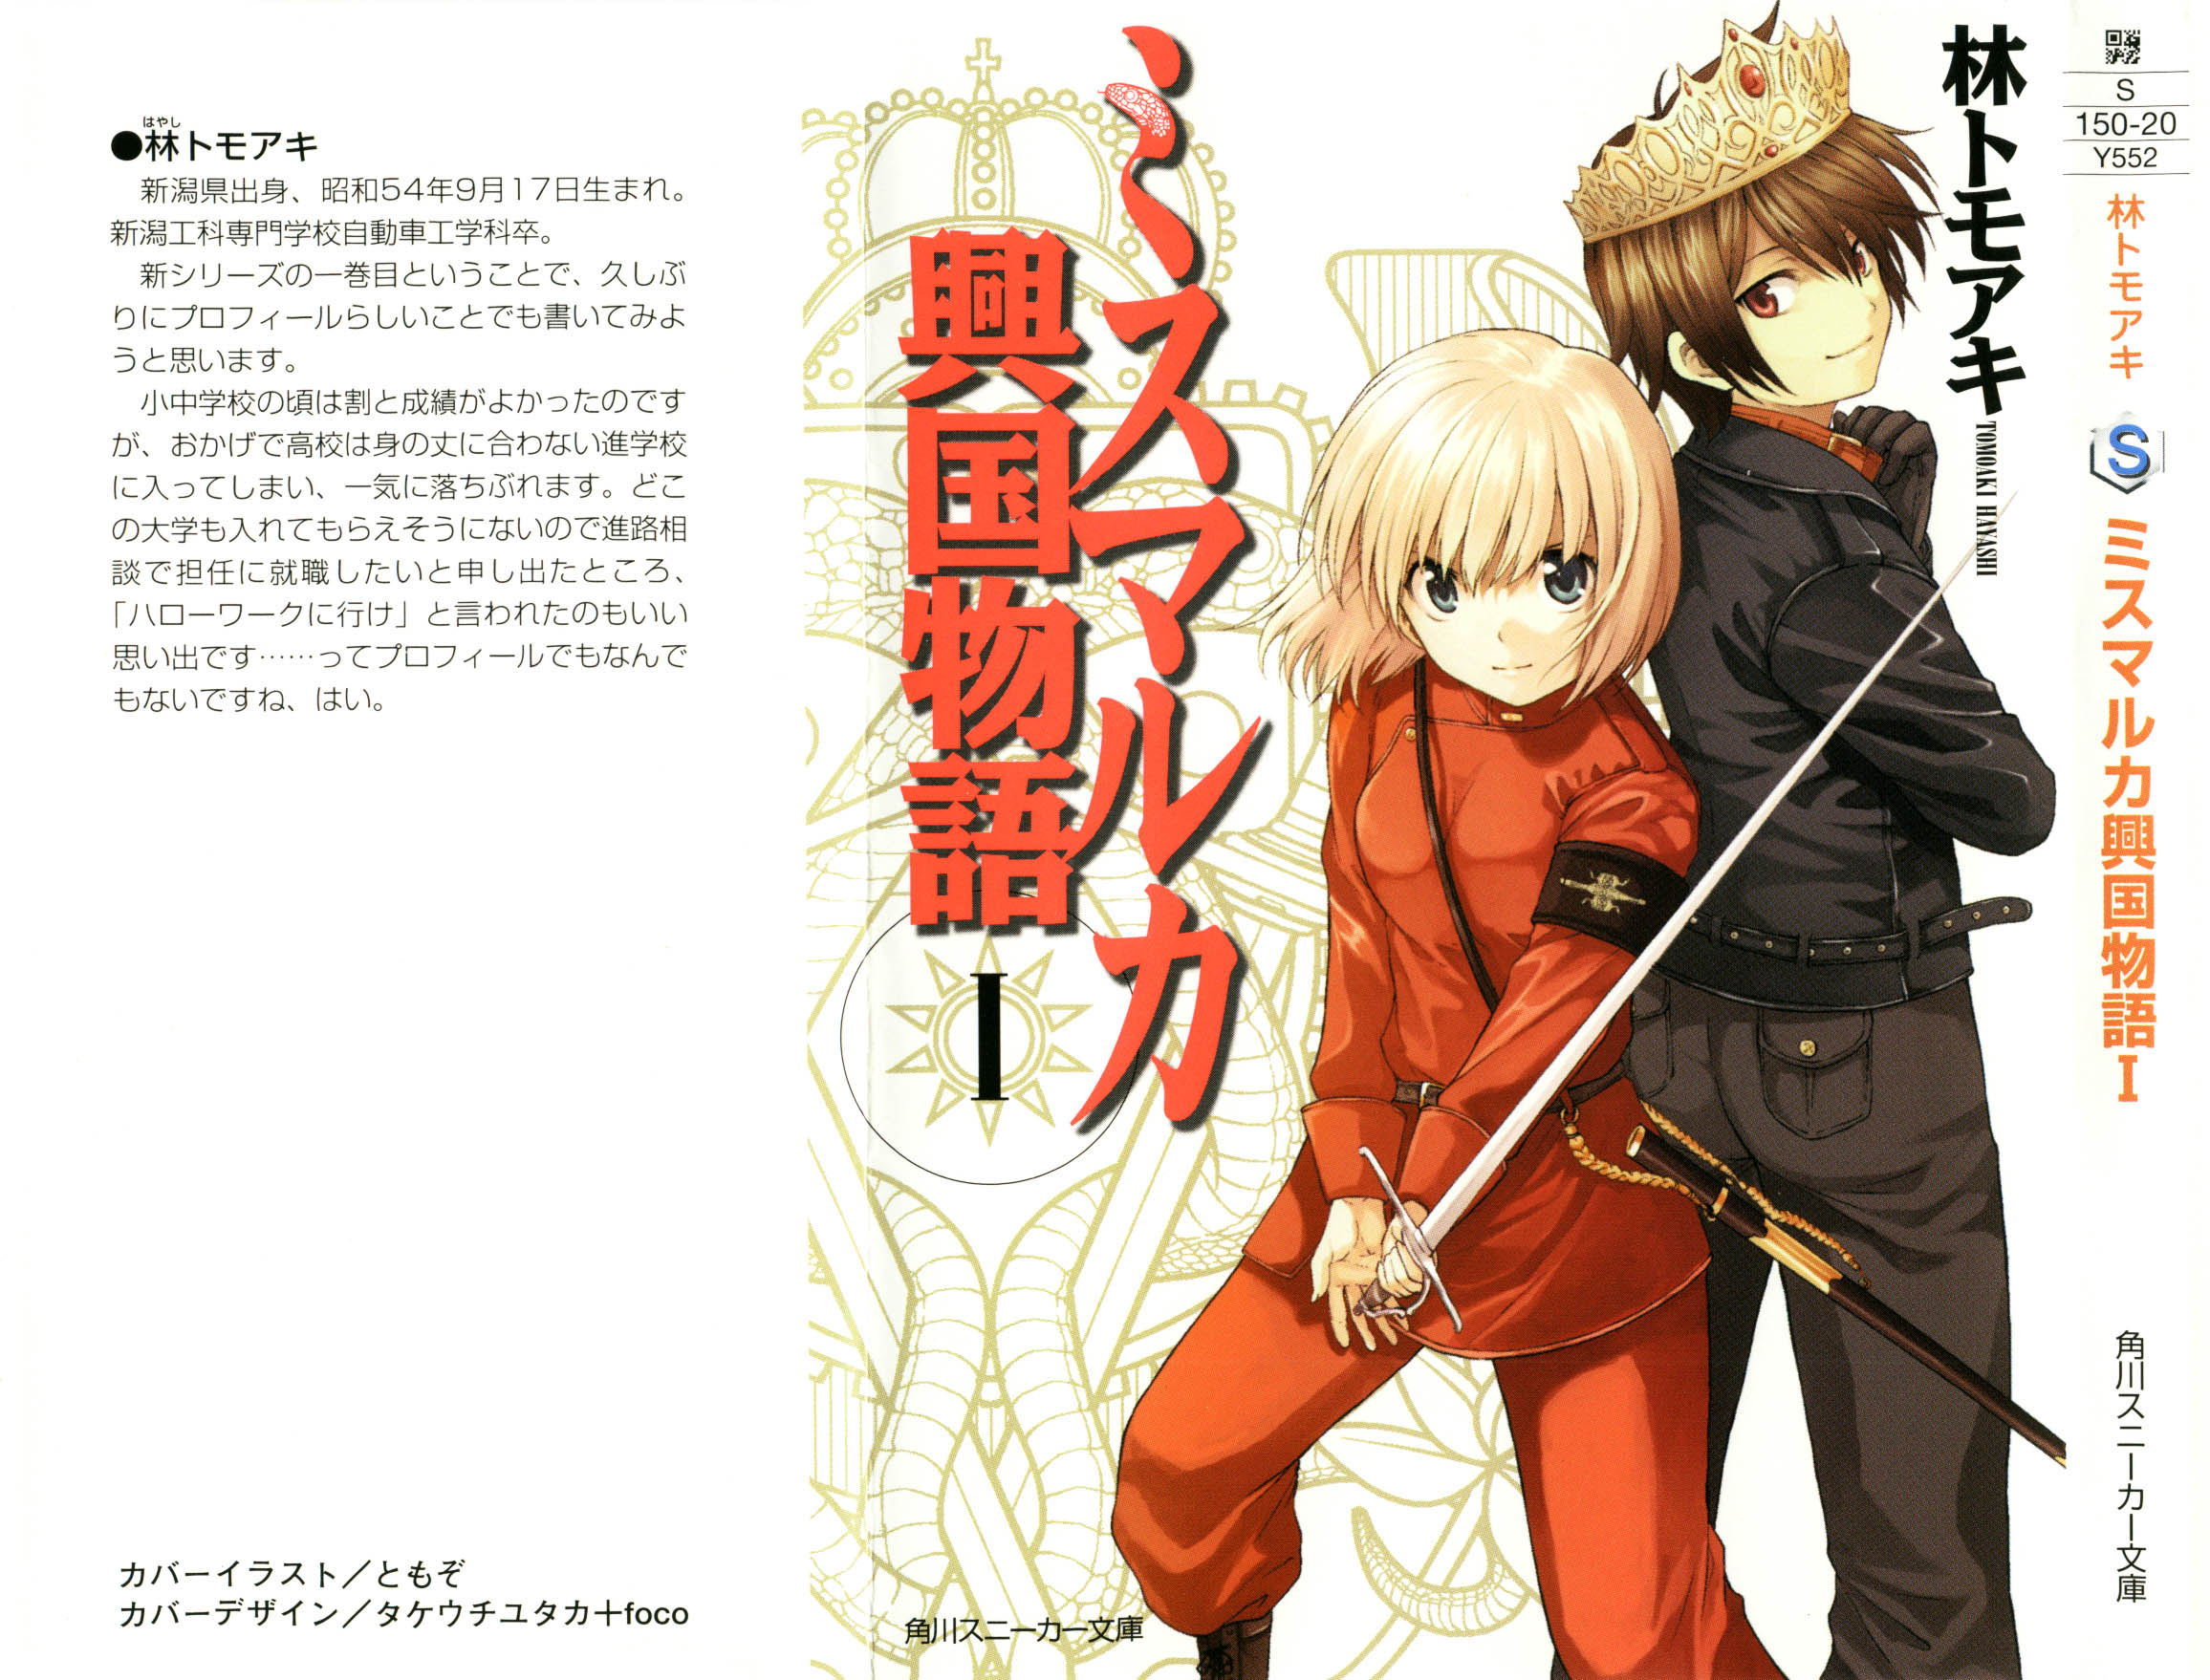 はやし
●林トモアキ
新潟県出身、昭和54年9月17日生まれ。
新潟工科専門学校自動車工学科卒。
新シリーズの一巻目ということで、久しぶ
りにプロフィールらしいことでも書いてみよ
うと思います。
小中学校の頃は割と成績がよかったのです
が、おかげで高校は身の丈に合わない進学校
に入ってしまい、一気に落ちぶれます。どこ
の大学も入れてもらえそうにないので進路相
談で担任に就職したいと申し出たところ、
「ハローワークに行け」と言われたのもいい
思い出です……ってプロフィールでもなんで
もないですね、はい。
カバーイラスト／ともぞ
カバーデザイン／タケウチユタカ＋foco
ミスマルカ
興国物語
I
林トモアキ
TOMOAKI HAYASHI
角川スニーカー文庫
S
150-20
Y552
林トモアキ
S
ミスマルカ興国物語I
角川スニーカー文庫